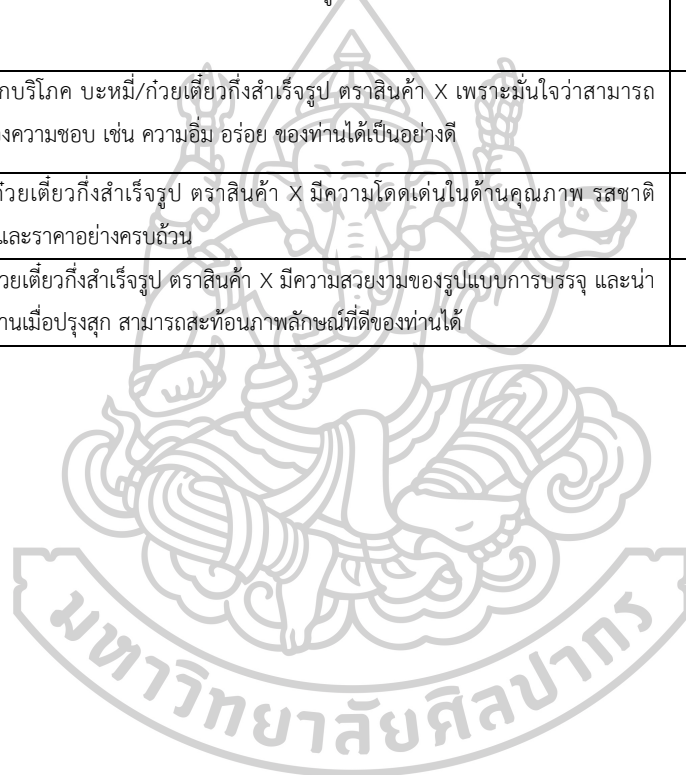 กบริโภค บะหมี่/ก๋วยเตี๋ยวกึ่งสำเร็จรูป ตราสินค้า X เพราะมั่นใจว่าสามารถ
งความชอบ เช่น ความอิ่ม อร่อย ของท่านได้เป็นอย่างดี
ก๋วยเตี๋ยวกึ่งสำเร็จรูป ตราสินค้า X มีความโดดเด่นในด้านคุณภาพ รสชาติ
และราคาอย่างครบถ้วน
วยเตี๋ยวกึ่งสำเร็จรูป ตราสินค้า X มีความสวยงามของรูปแบบการบรรจุ และน่า
านเมื่อปรุงสุก สามารถสะท้อนภาพลักษณ์ที่ดีของท่านได้
มหาวิทยาลัยศิลปากร